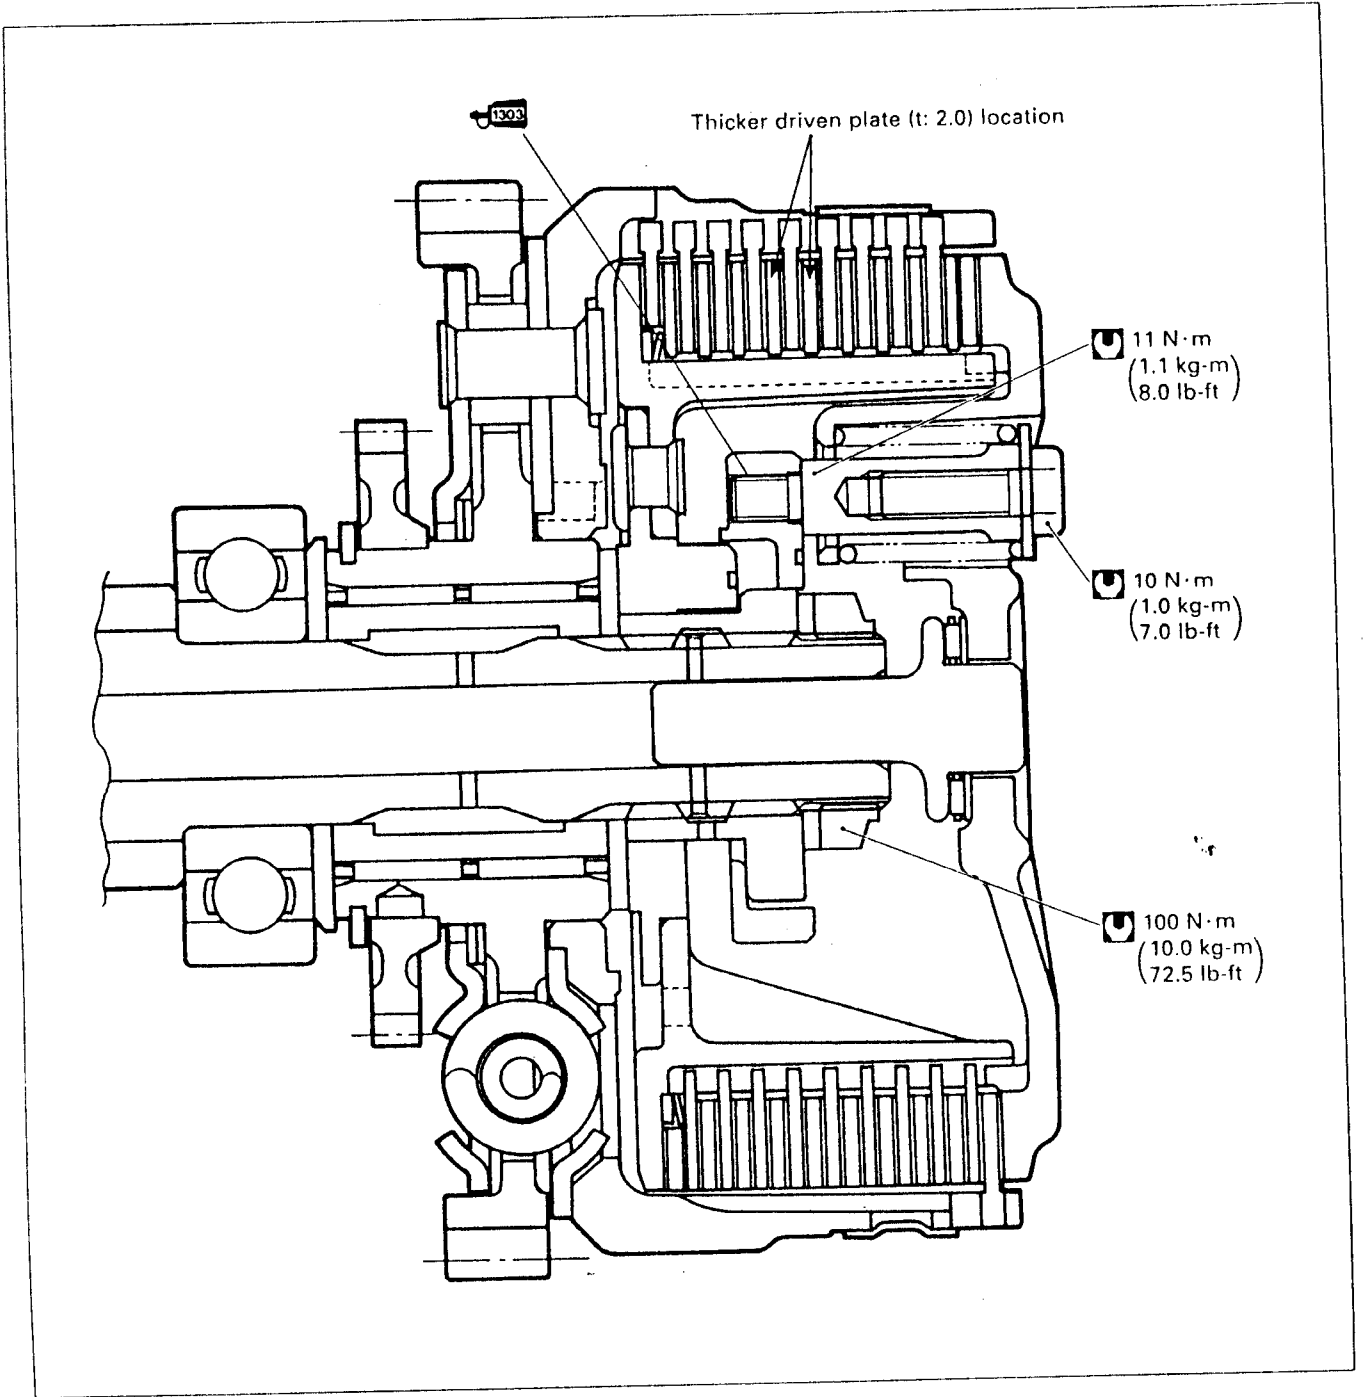 1303
Thicker driven plate (t: 2.0) location
11 N·m
(1.1 kg-m
8.0 lb-ft)
10 N·m
(1.0 kg-m
7.0 lb-ft)
100 N·m
(10.0 kg-m
72.5 lb-ft)